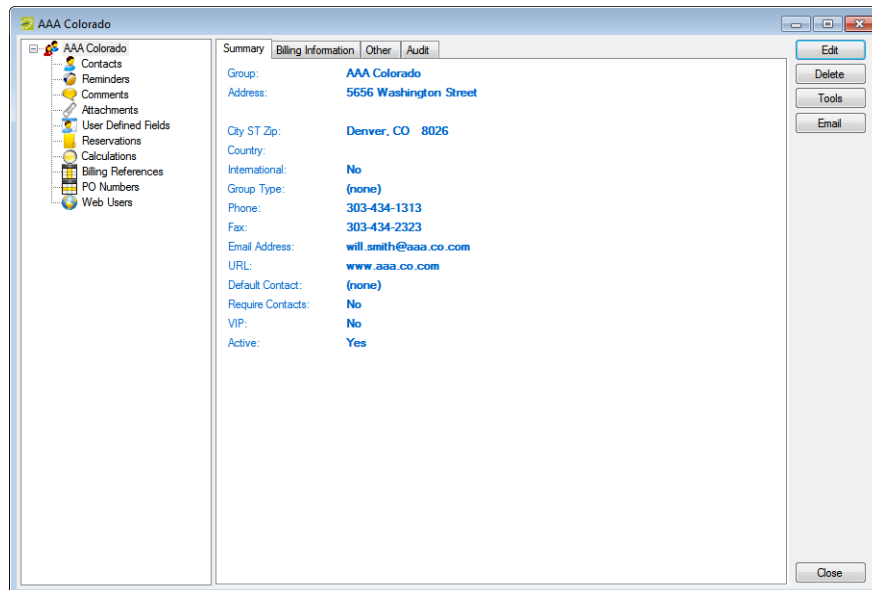 AAA Colorado
AAA Colorado
Contacts
Reminders
Comments
Attachments
User Defined Fields
Reservations
Calculations
Billing References
PO Numbers
Web Users
Summary Billing Information Other Audit
Group: AAA Colorado
Address: 5656 Washington Street
City ST Zip: Denver, CO 8026
Country:
International: No
Group Type: (none)
Phone: 303-434-1313
Fax: 303-434-2323
Email Address: will.smith@aaa.co.com
URL: www.aaa.co.com
Default Contact: (none)
Require Contacts: No
VIP: No
Active: Yes
Edit
Delete
Tools
Email
Close